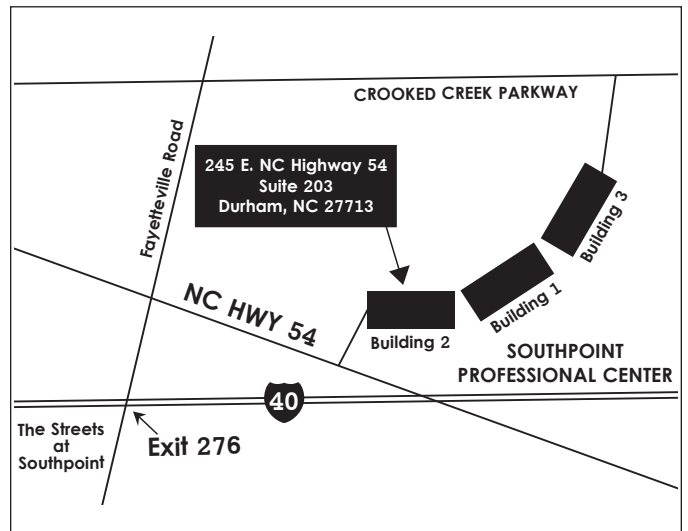 CROOKED CREEK PARKWAY
Fayetteville Road
245 E. NC Highway 54
Suite 203
Durham, NC 27713
Building 3
Building 1
NC HWY 54
Building 2
SOUTHPOINT
PROFESSIONAL CENTER
40
The Streets
at
Southpoint
Exit 276